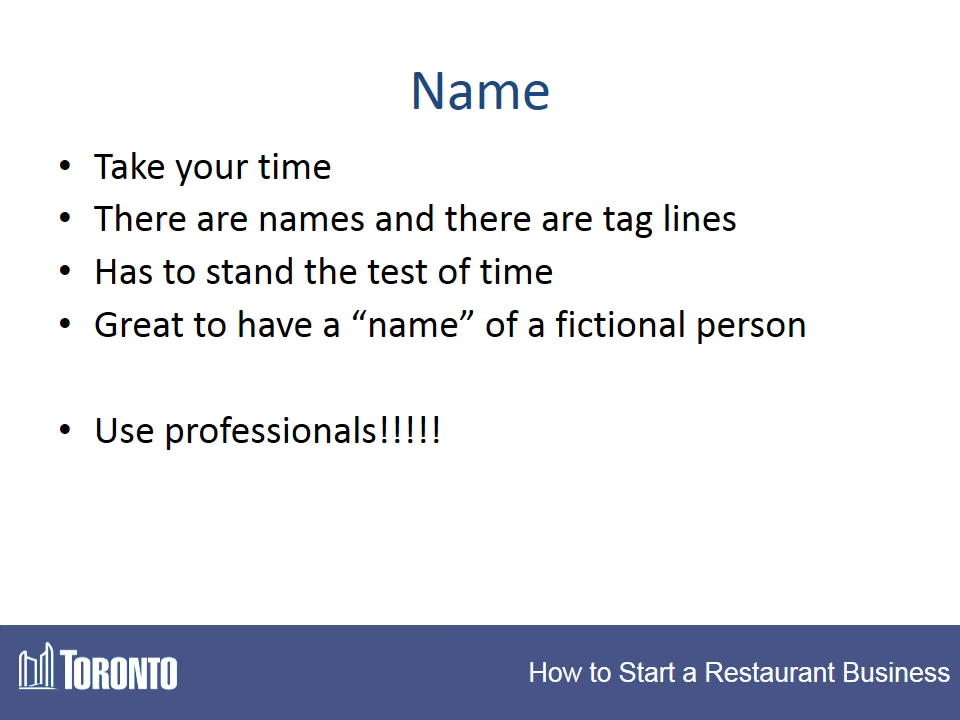 Name
• Take your time
• There are names and there are tag lines
• Has to stand the test of time
• Great to have a “name” of a fictional person
• Use professionals!!!!!
TORONTO
How to Start a Restaurant Business